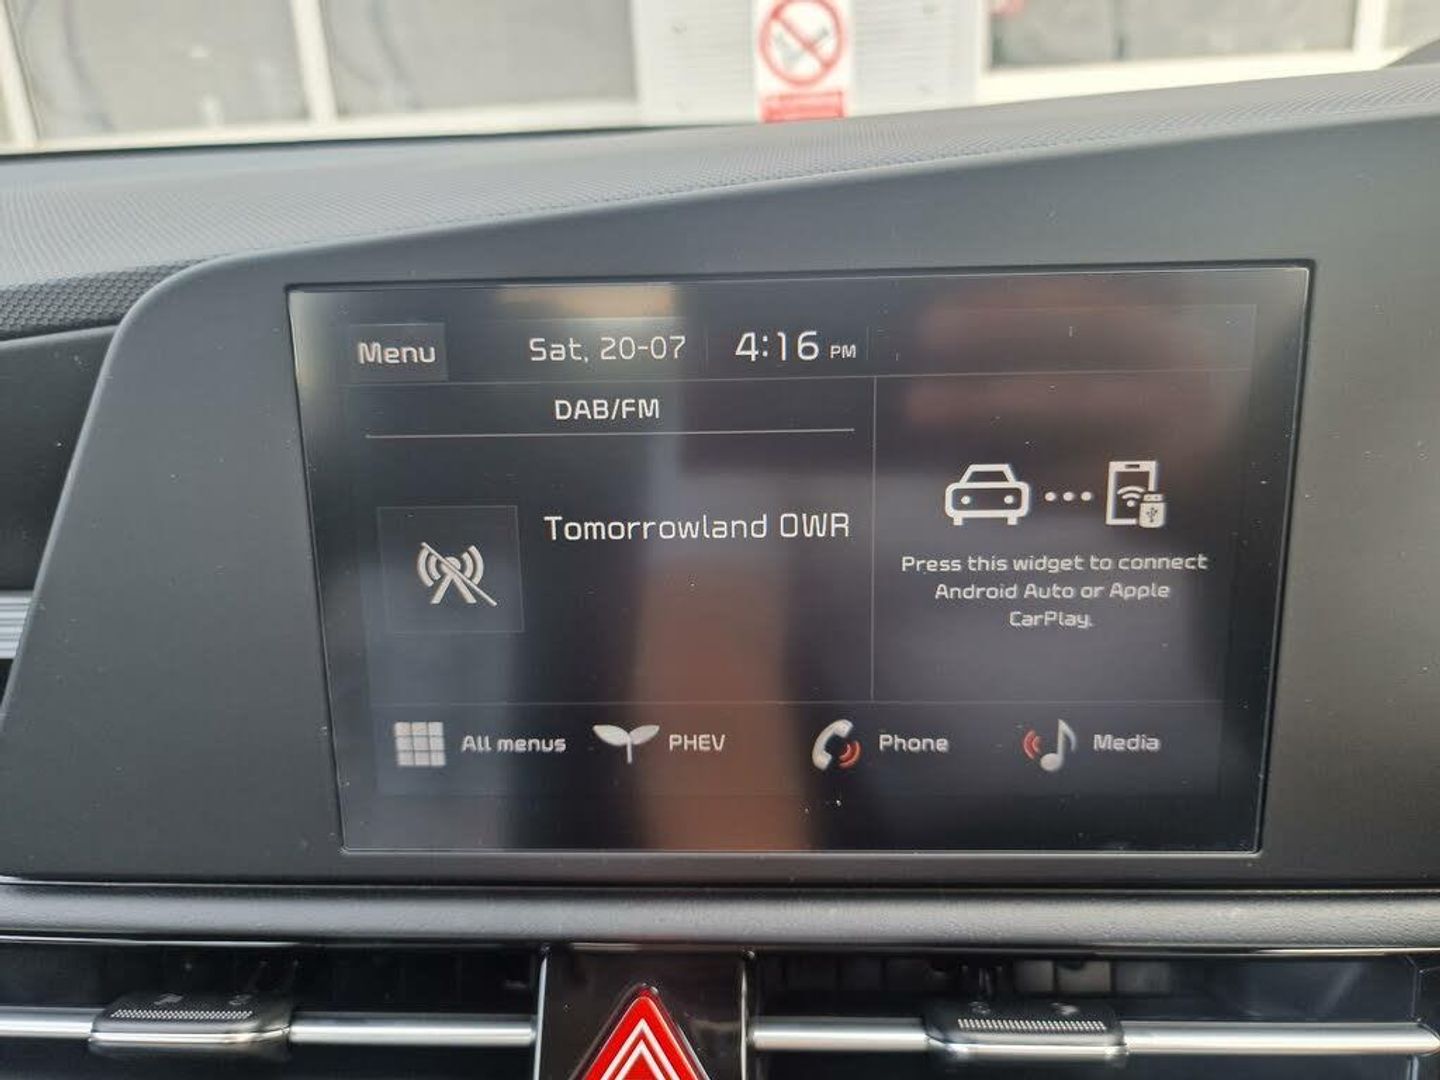 Menu
Sat, 20-07
4:16 PM
DAB/FM
Tomorrowland OWR
Press this widget to connect
Android Auto or Apple
CarPlay.
All menus
PHEV
Phone
Media